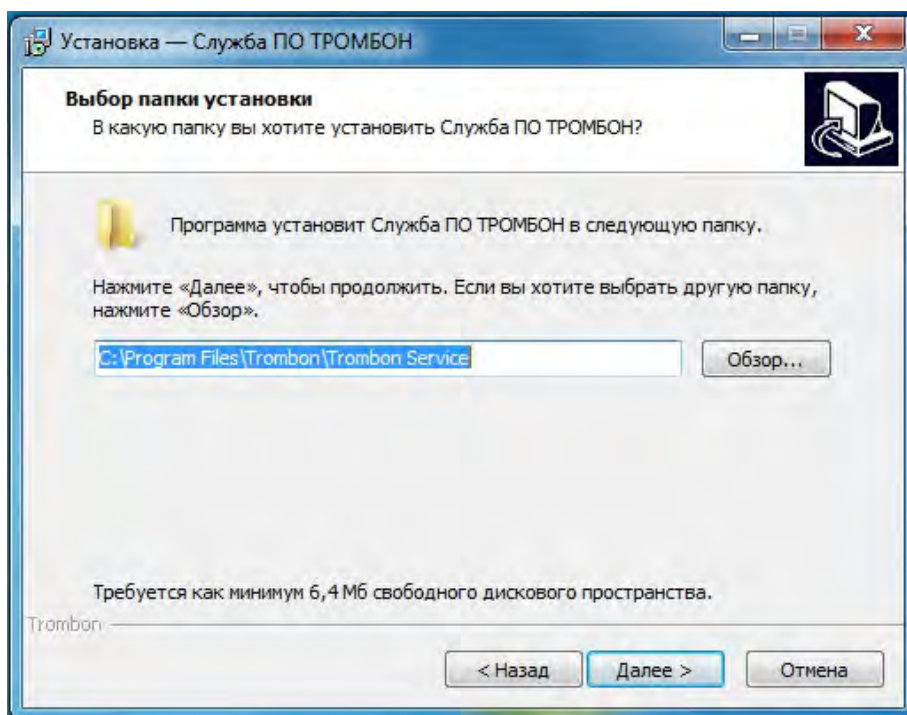 Установка — Служба ПО ТРОМБОН
Выбор папки установки
В какую папку вы хотите установить Служба ПО ТРОМБОН?
Программа установит Служба ПО ТРОМБОН в следующую папку.
Нажмите «Далее», чтобы продолжить. Если вы хотите выбрать другую папку,
нажмите «Обзор».
C:\Program Files\Trombon\Trombon Service
Обзор...
Требуется как минимум 6,4 Мб свободного дискового пространства.
Trombon
< Назад
Далее >
Отмена